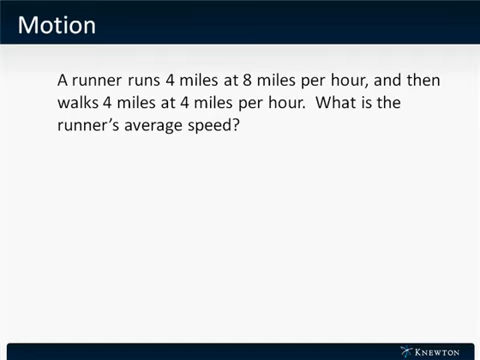 Motion
A runner runs 4 miles at 8 miles per hour, and then
walks 4 miles at 4 miles per hour.  What is the
runner’s average speed?
KNEWTON